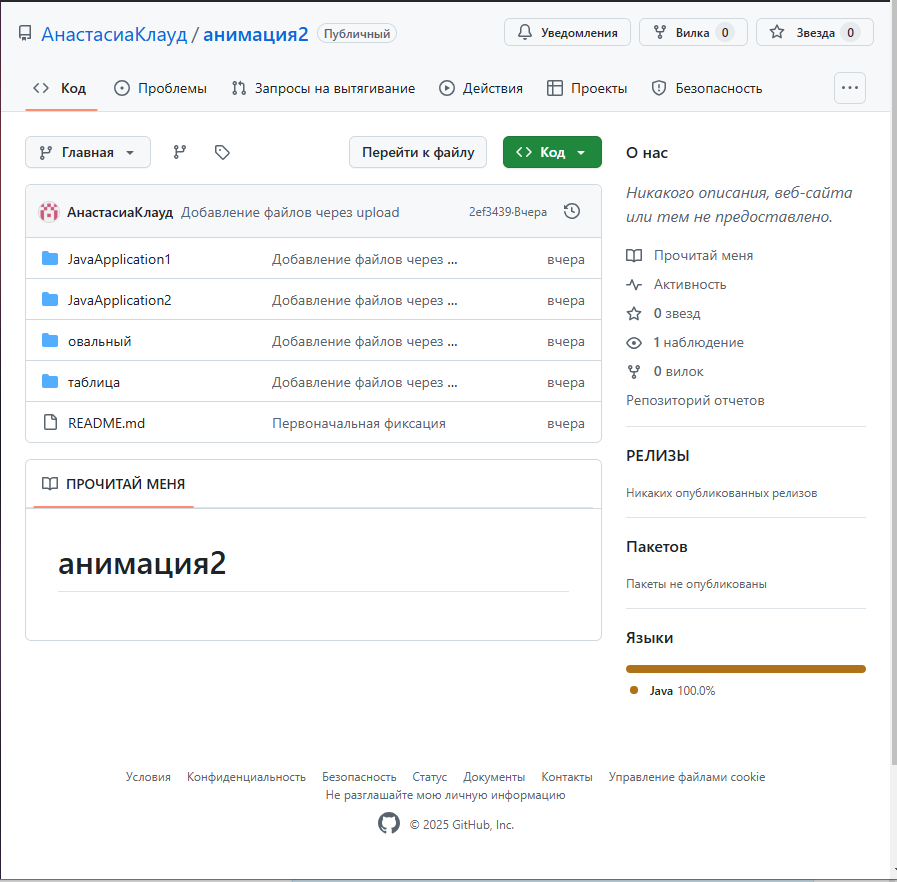 АнастасиаКлауд / анимация2 Публичный Уведомления Вилка 0 Звезда 0
Код Проблемы Запросы на вытягивание Действия Проекты Безопасность
Главная Перейти к файлу Код
АнастасиаКлауд Добавление файлов через upload 2ef3439·Вчера
JavaApplication1 Добавление файлов через ... вчера
JavaApplication2 Добавление файлов через ... вчера
овальный Добавление файлов через ... вчера
таблица Добавление файлов через ... вчера
README.md Первоначальная фиксация вчера
ПРОЧИТАЙ МЕНЯ
анимация2
О нас
Никакого описания, веб-сайта
или тем не предоставлено.
Прочитай меня
Активность
0 звезд
1 наблюдение
0 вилок
Репозиторий отчетов
РЕЛИЗЫ
Никаких опубликованных релизов
Пакетов
Пакеты не опубликованы
Языки
Java 100.0%
Условия Конфиденциальность Безопасность Статус Документы Контакты Управление файлами cookie
Не разглашайте мою личную информацию
© 2025 GitHub, Inc.